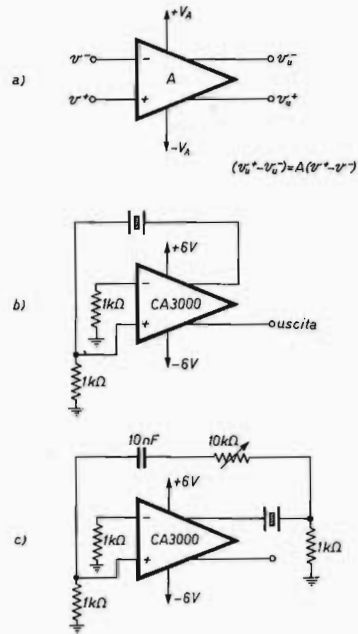 a)
+V_A
v^-
-
A
v_u^-
v^+
+
v_u^+
-V_A
(v_u^+-v_u^-)=A(v^+-v^-)
b)
+6V
1kΩ
-
CA3000
+
uscita
1kΩ
-6V
c)
10nF
10kΩ
+6V
1kΩ
-
CA3000
+
1kΩ
1kΩ
-6V